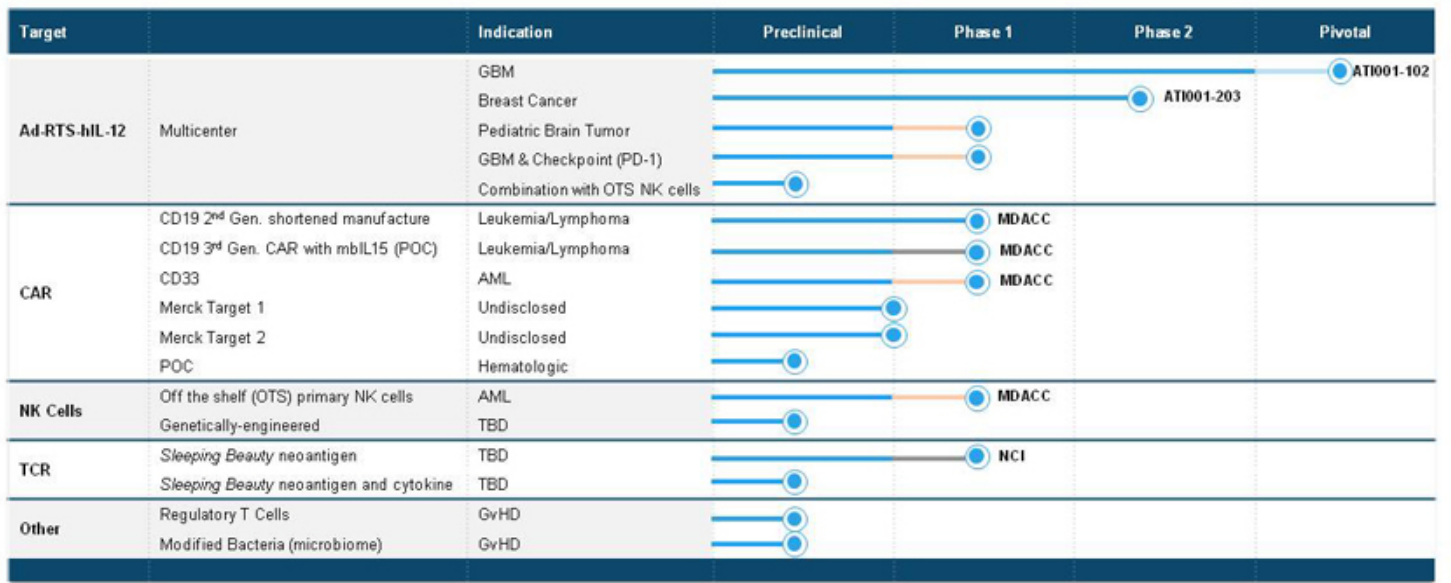 Target Indication Preclinical Phase 1 Phase 2 Pivotal
Ad-RTS-hIL-12 Multicenter
GBM ATI001-102
Breast Cancer ATI001-203
Pediatric Brain Tumor
GBM & Checkpoint (PD-1)
Combination with OTS NK cells
CAR
CD19 2nd Gen. shortened manufacture Leukemia/Lymphoma MDACC
CD19 3rd Gen. CAR with mbIL15 (POC) Leukemia/Lymphoma MDACC
CD33 AML MDACC
Merck Target 1 Undisclosed
Merck Target 2 Undisclosed
POC Hematologic
NK Cells
Off the shelf (OTS) primary NK cells AML MDACC
Genetically-engineered TBD
TCR
Sleeping Beauty neoantigen TBD NCI
Sleeping Beauty neoantigen and cytokine TBD
Other
Regulatory T Cells GvHD
Modified Bacteria (microbiome) GvHD